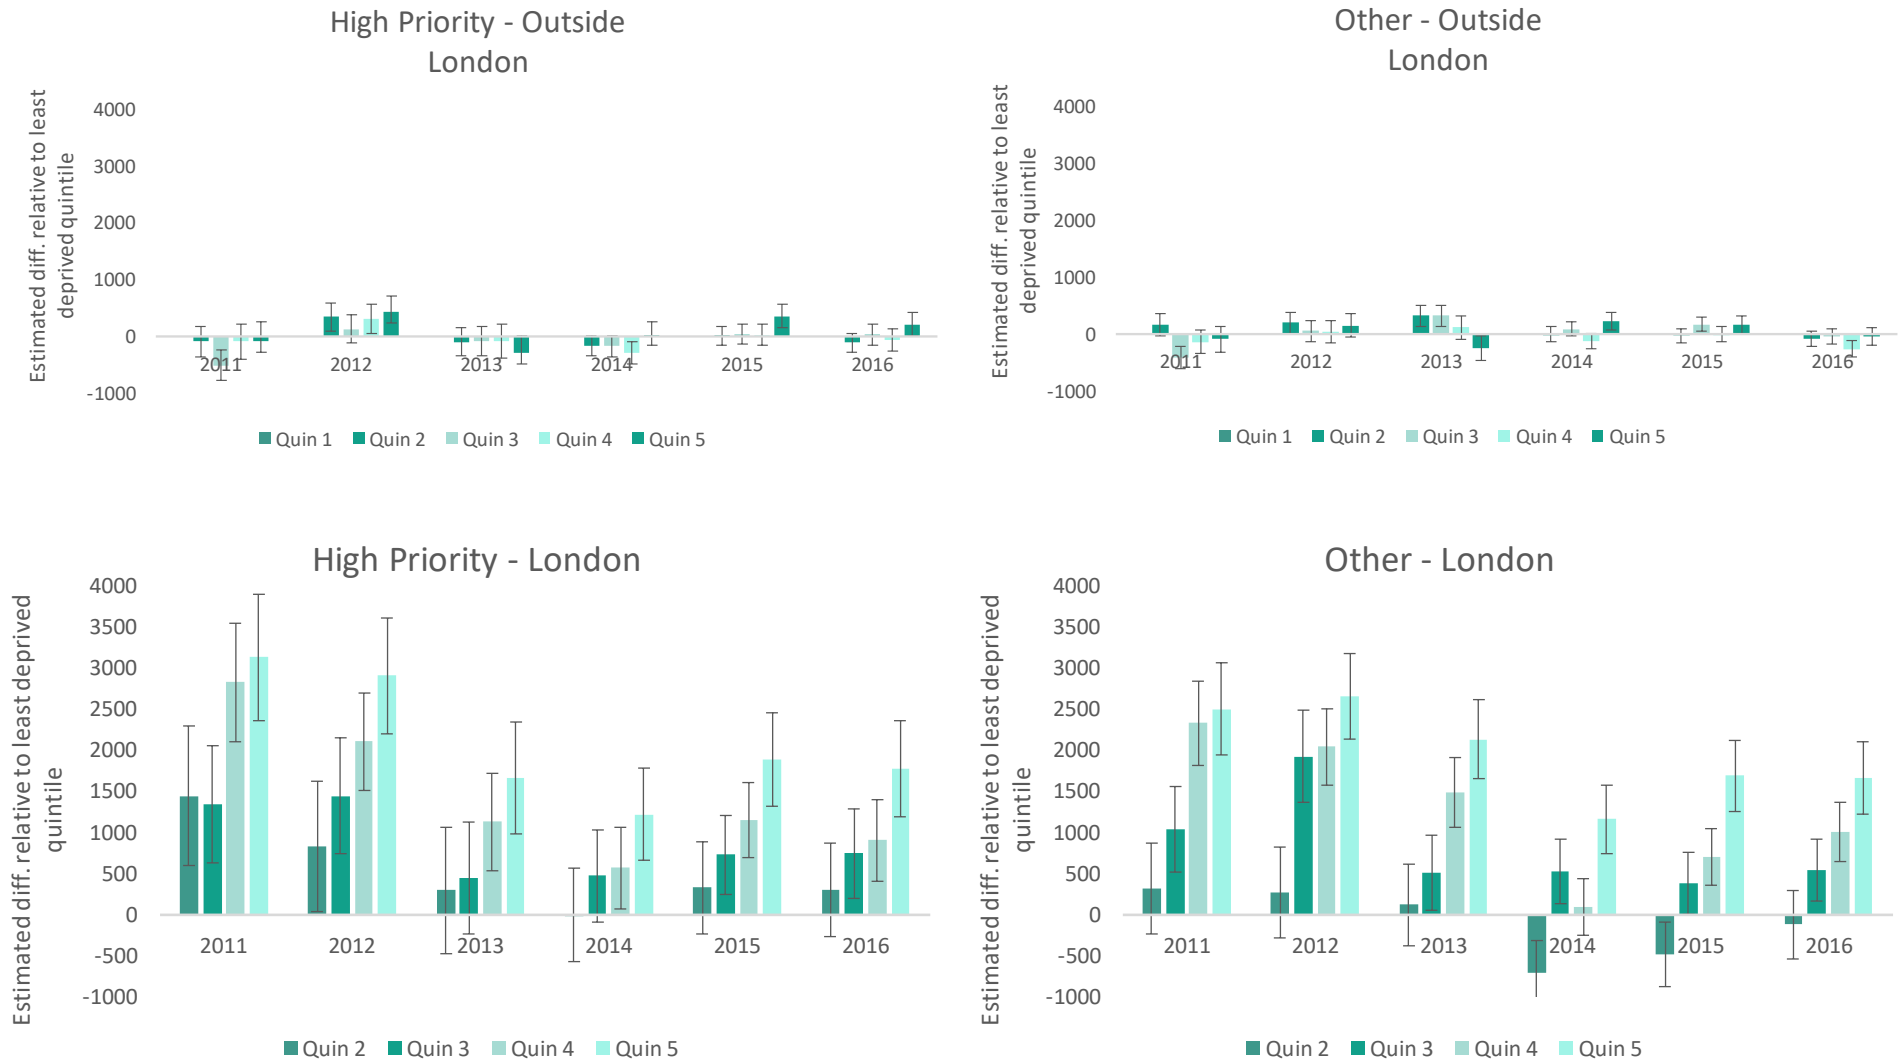 High Priority - Outside
London
Estimated diff. relative to least
deprived quintile
4000
3000
2000
1000
0
-1000
2011 2012 2013 2014 2015 2016
Quin 1 Quin 2 Quin 3 Quin 4 Quin 5
Other - Outside
London
Estimated diff. relative to least
deprived quintile
4000
3000
2000
1000
0
-1000
2011 2012 2013 2014 2015 2016
Quin 1 Quin 2 Quin 3 Quin 4 Quin 5
High Priority - London
Estimated diff. relative to least deprived
quintile
4000
3500
3000
2500
2000
1500
1000
500
0
-500
-1000
2011 2012 2013 2014 2015 2016
Quin 2 Quin 3 Quin 4 Quin 5
Other - London
Estimated diff. relative to least deprived
quintile
4000
3500
3000
2500
2000
1500
1000
500
0
-500
-1000
2011 2012 2013 2014 2015 2016
Quin 2 Quin 3 Quin 4 Quin 5